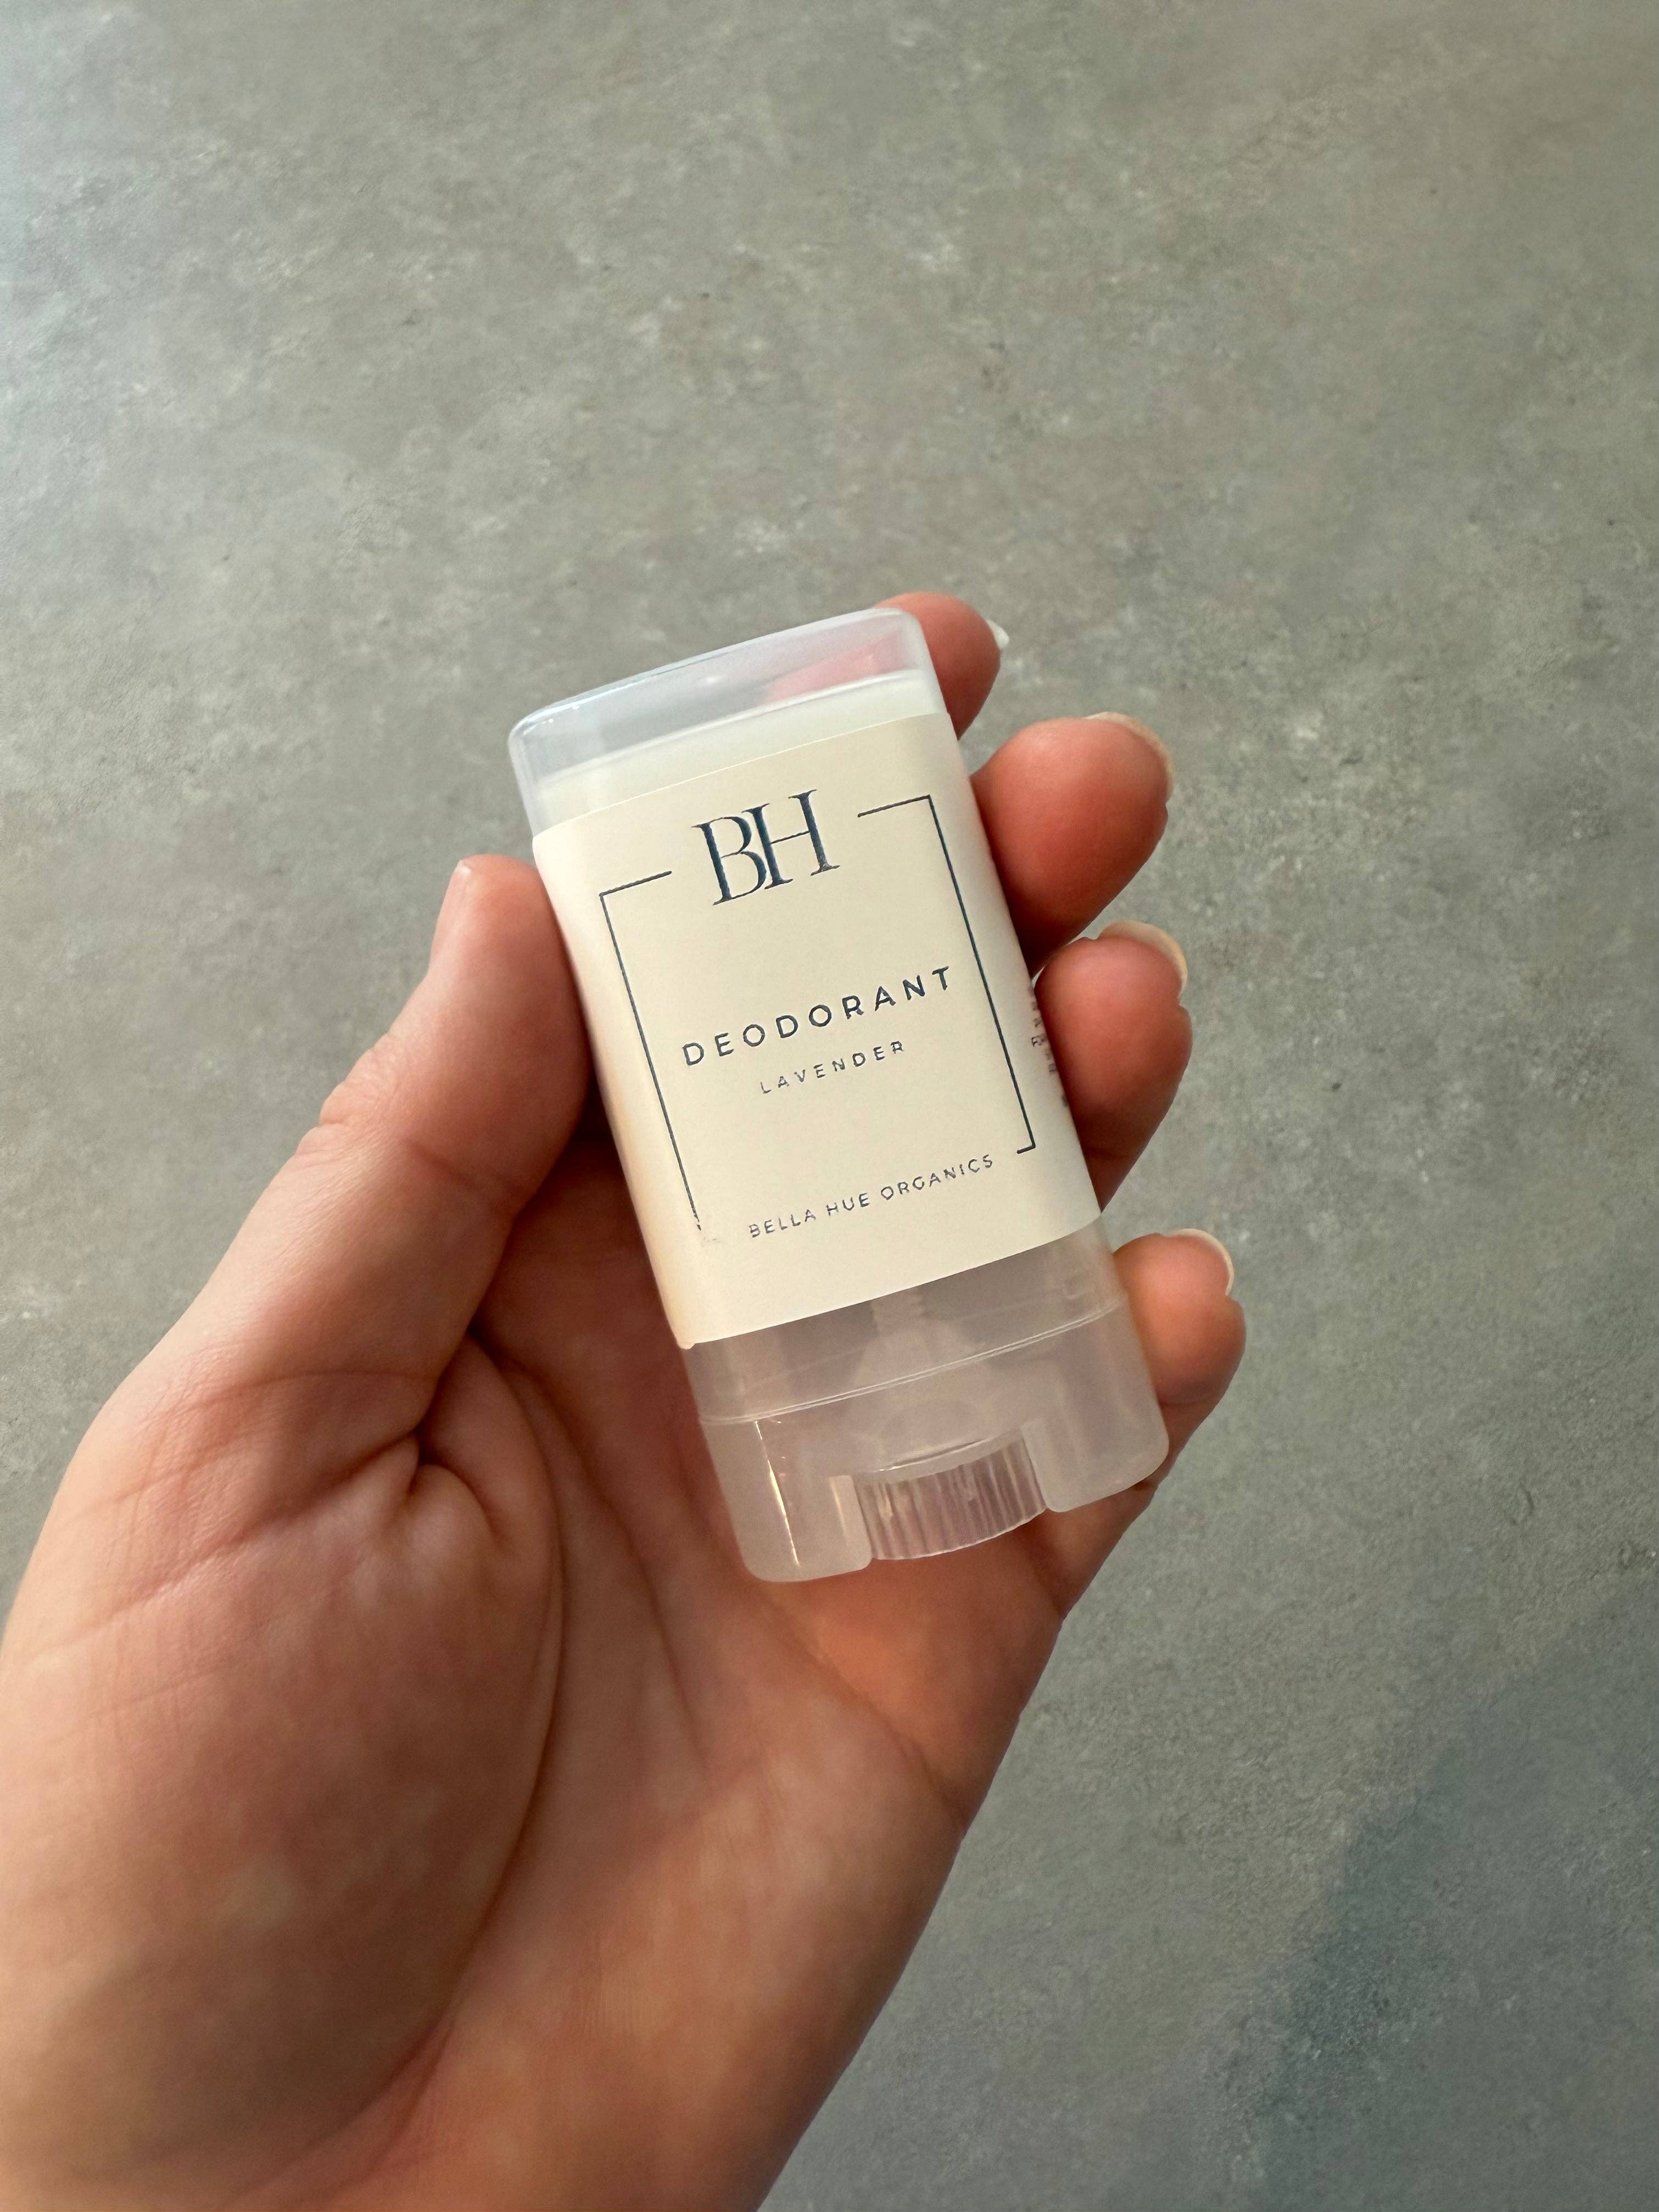 BH
DEODORANT
LAVENDER
BELLA HUE ORGANICS